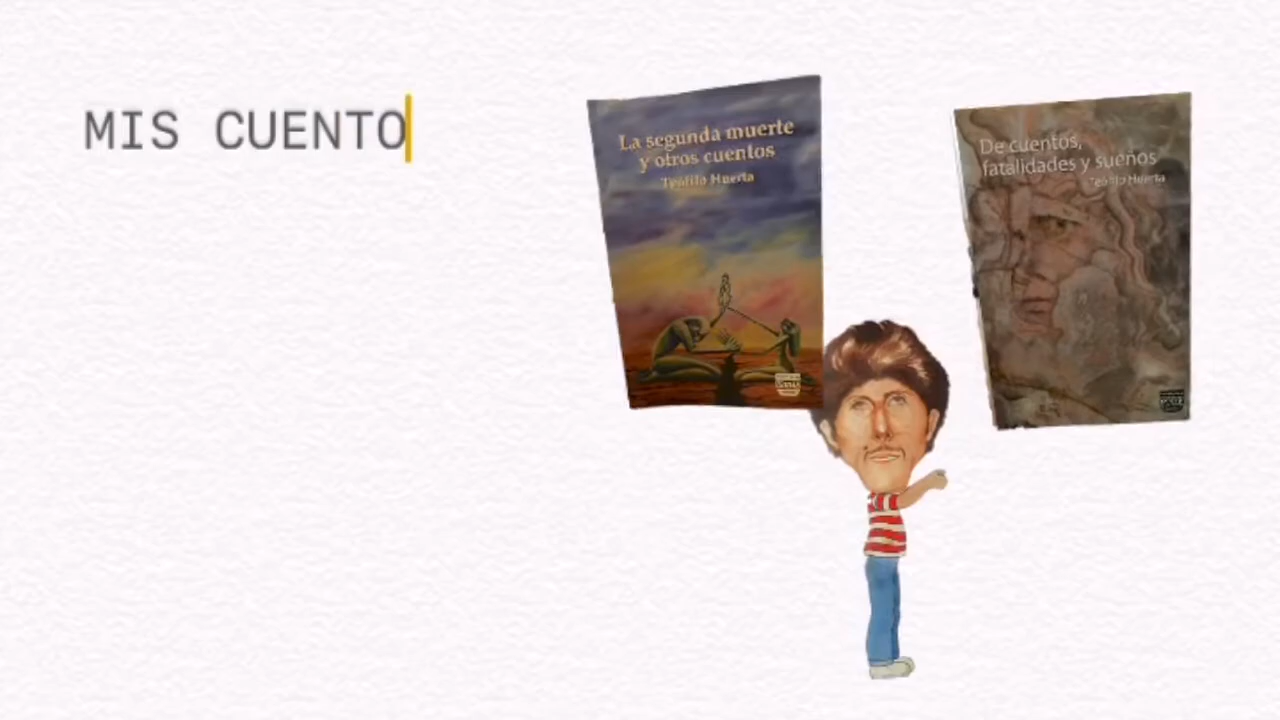 MIS CUENTO
La segunda muerte
y otros cuentos
Teófilo Huerta
De cuentos,
fatalidades y sueños
Teófilo Huerta